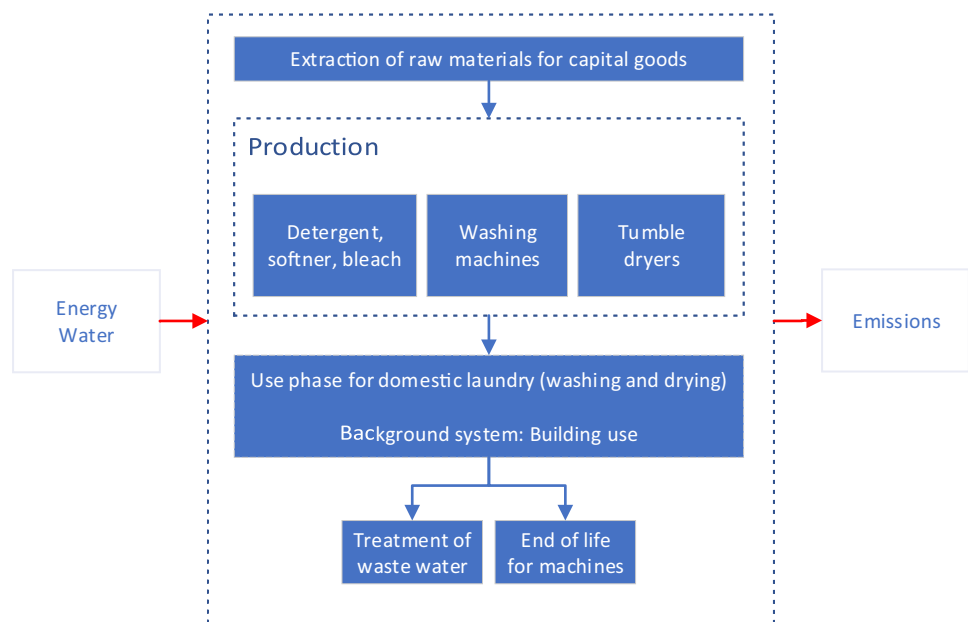 Extraction of raw materials for capital goods
Production
Detergent,
softner, bleach
Washing
machines
Tumble
dryers
Energy
Water
Emissions
Use phase for domestic laundry (washing and drying)
Background system: Building use
Treatment of
waste water
End of life
for machines